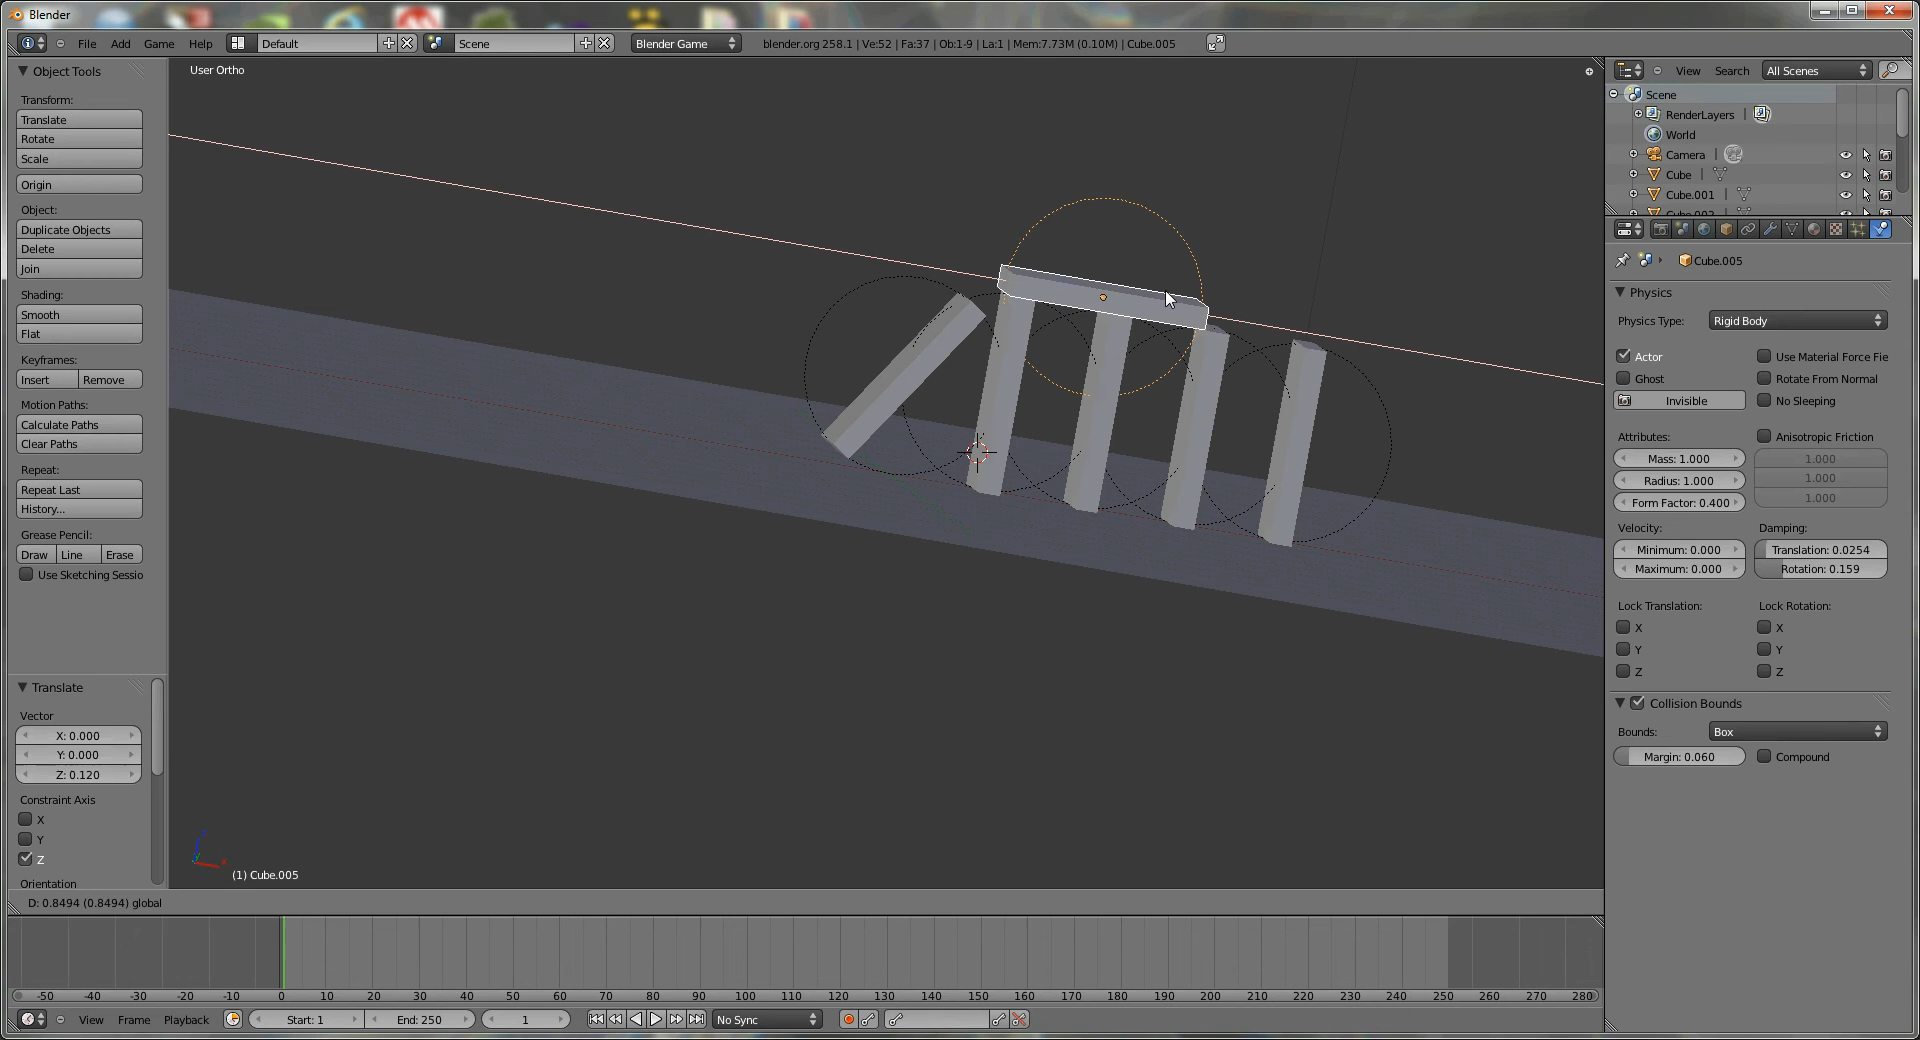 Blender
File Add Game Help Default Scene Blender Game blender.org 258.1 | Ve:52 | Fa:37 | Ob:1-9 | La:1 | Mem:7.73M (0.10M) | Cube.005
Object Tools
Transform:
Translate
Rotate
Scale
Origin
Object:
Duplicate Objects
Delete
Join
Shading:
Smooth
Flat
Keyframes:
Insert Remove
Motion Paths:
Calculate Paths
Clear Paths
Repeat:
Repeat Last
History...
Grease Pencil:
Draw Line Erase
Use Sketching Sessio
Translate
Vector
X: 0.000
Y: 0.000
Z: 0.120
Constraint Axis
X
Y
Z
Orientation
User Ortho
(1) Cube.005
D: 0.8494 (0.8494) global
View Search All Scenes
Scene
RenderLayers |
World
Camera |
Cube |
Cube.001 |
Cube.002 |
Cube.005
Physics
Physics Type: Rigid Body
Actor Use Material Force Fie
Ghost Rotate From Normal
Invisible No Sleeping
Attributes: Anisotropic Friction
Mass: 1.000 1.000
Radius: 1.000 1.000
Form Factor: 0.400 1.000
Velocity: Damping:
Minimum: 0.000 Translation: 0.0254
Maximum: 0.000 Rotation: 0.159
Lock Translation: Lock Rotation:
X X
Y Y
Z Z
Collision Bounds
Bounds: Box
Margin: 0.060 Compound
-50 -40 -30 -20 -10 0 10 20 30 40 50 60 70 80 90 100 110 120 130 140 150 160 170 180 190 200 210 220 230 240 250 260 270 280
View Frame Playback Start: 1 End: 250 1 No Sync